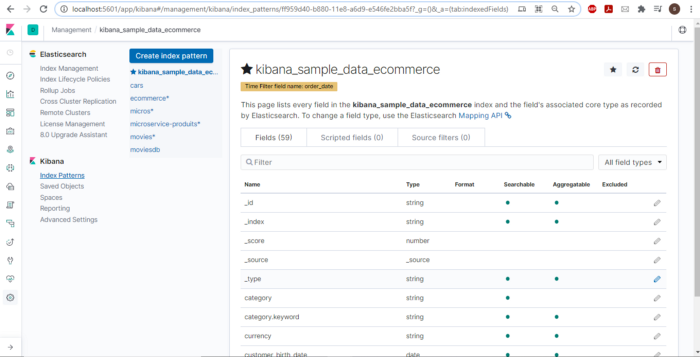 localhost:5601/app/kibana#/management/kibana/index_patterns/ff959d40-b880-11e8-a6d9-e546fe2bba5f?_g=()&_a=(tab:indexedFields)
D
Management / kibana_sample_data_ecommerce
Elasticsearch
Index Management
Index Lifecycle Policies
Rollup Jobs
Cross Cluster Replication
Remote Clusters
License Management
8.0 Upgrade Assistant
Kibana
Index Patterns
Saved Objects
Spaces
Reporting
Advanced Settings
Create index pattern
kibana_sample_data_ec...
cars
ecommerce*
micros*
microservice-produits*
movies*
moviesdb
kibana_sample_data_ecommerce
Time Filter field name: order_date
This page lists every field in the kibana_sample_data_ecommerce index and the field's associated core type as recorded
by Elasticsearch. To change a field type, use the Elasticsearch Mapping API
Fields (59) Scripted fields (0) Source filters (0)
Filter All field types
Name Type Format Searchable Aggregatable Excluded
_id string
_index string
_score number
_source _source
_type string
category string
category.keyword string
currency string
customer_birth_date date